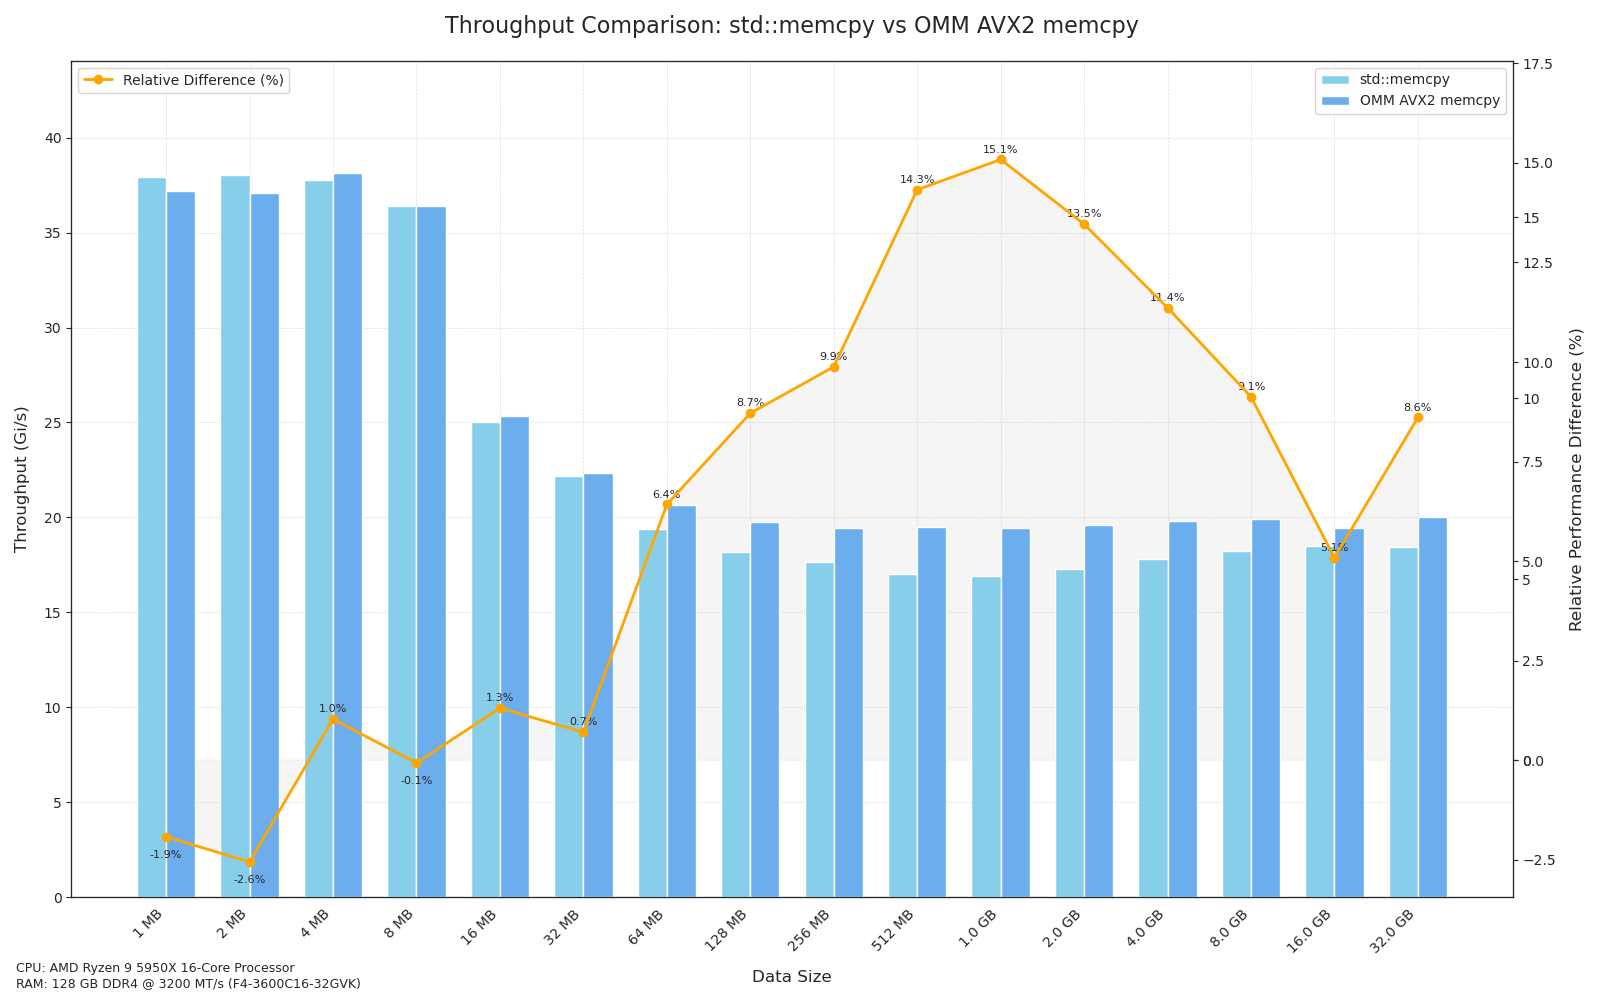 Throughput Comparison: std::memcpy vs OMM AVX2 memcpy
Relative Difference (%)
std::memcpy
OMM AVX2 memcpy
Throughput (Gi/s)
40
35
30
25
20
15
10
5
0
-1.9%
-2.6%
1.0%
-0.1%
1.3%
0.7%
6.4%
8.7%
9.9%
14.3%
15.1%
13.5%
11.4%
9.1%
5.1%
8.6%
17.5
15.0
15
12.5
10.0
10
7.5
5.0
5
2.5
0.0
−2.5
Relative Performance Difference (%)
1 MB
2 MB
4 MB
8 MB
16 MB
32 MB
64 MB
128 MB
256 MB
512 MB
1.0 GB
2.0 GB
4.0 GB
8.0 GB
16.0 GB
32.0 GB
Data Size
CPU: AMD Ryzen 9 5950X 16-Core Processor
RAM: 128 GB DDR4 @ 3200 MT/s (F4-3600C16-32GVK)